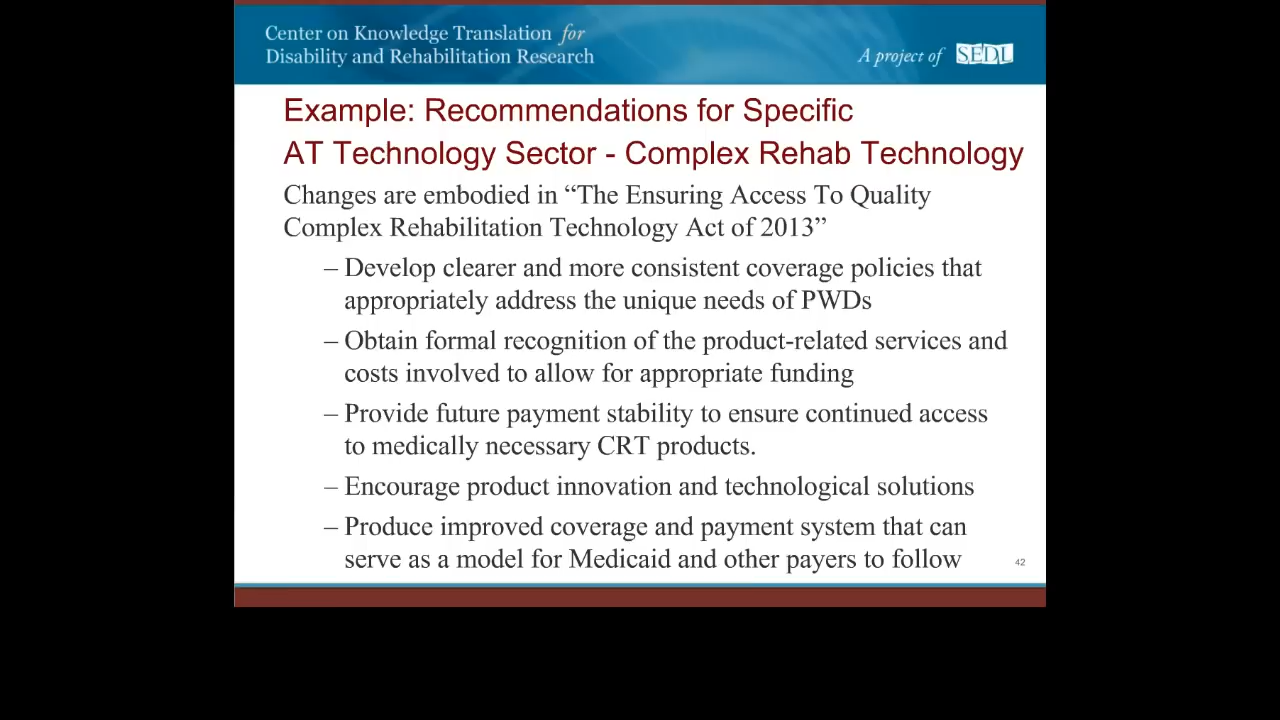 Center on Knowledge Translation for
Disability and Rehabilitation Research
A project of SEDL
Example: Recommendations for Specific
AT Technology Sector - Complex Rehab Technology
Changes are embodied in “The Ensuring Access To Quality
Complex Rehabilitation Technology Act of 2013”
– Develop clearer and more consistent coverage policies that
appropriately address the unique needs of PWDs
– Obtain formal recognition of the product-related services and
costs involved to allow for appropriate funding
– Provide future payment stability to ensure continued access
to medically necessary CRT products.
– Encourage product innovation and technological solutions
– Produce improved coverage and payment system that can
serve as a model for Medicaid and other payers to follow
42